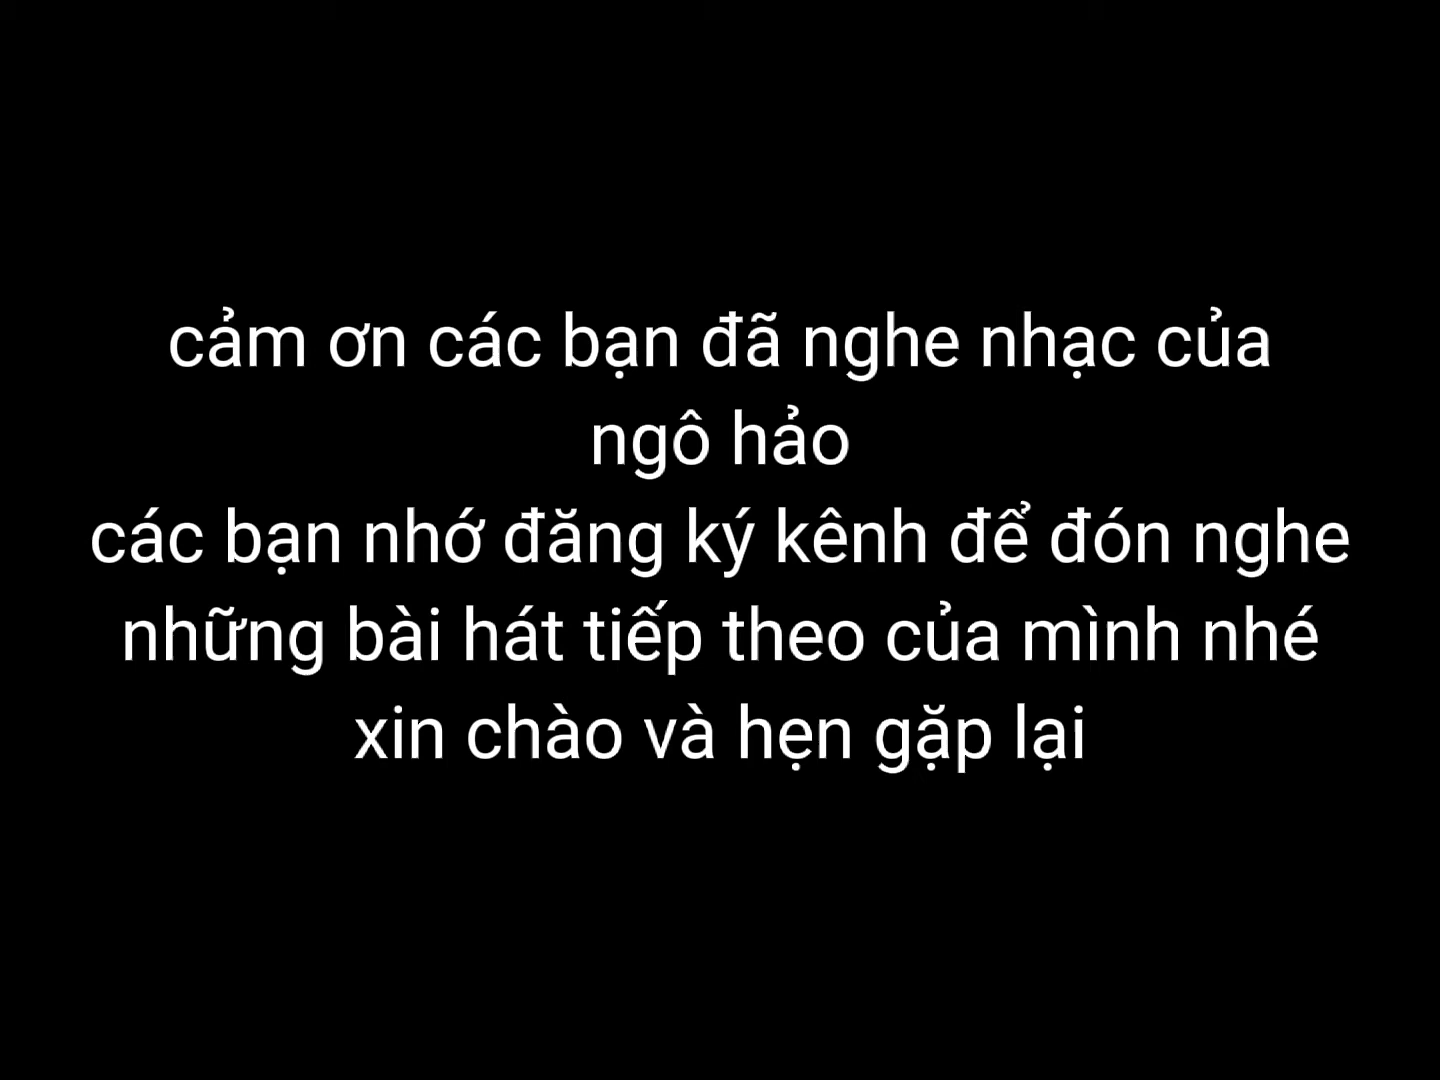 cảm ơn các bạn đã nghe nhạc của
ngô hảo
các bạn nhớ đăng ký kênh để đón nghe
những bài hát tiếp theo của mình nhé
xin chào và hẹn gặp lại